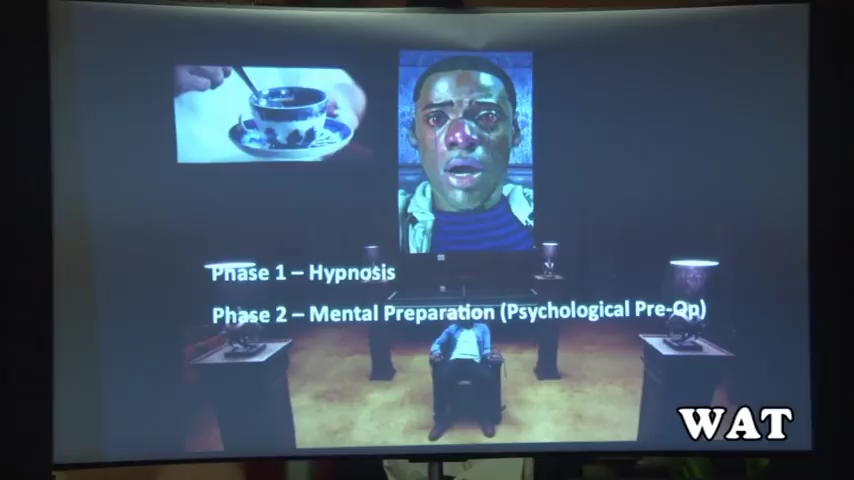 Phase 1 – Hypnosis
Phase 2 – Mental Preparation (Psychological Pre-Op)
WAT